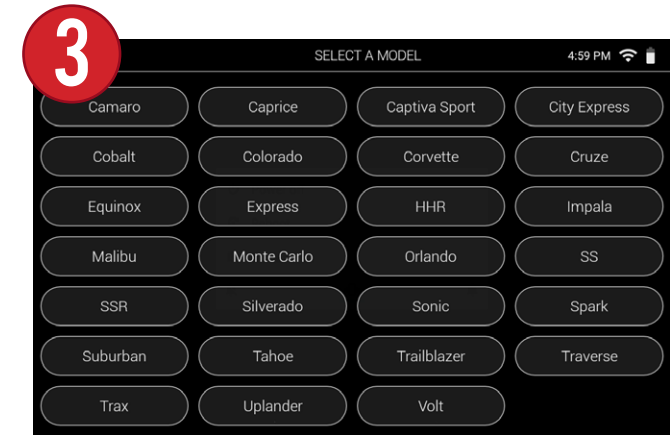 3
SELECT A MODEL 4:59 PM
Camaro Caprice Captiva Sport City Express
Cobalt Colorado Corvette Cruze
Equinox Express HHR Impala
Malibu Monte Carlo Orlando SS
SSR Silverado Sonic Spark
Suburban Tahoe Trailblazer Traverse
Trax Uplander Volt